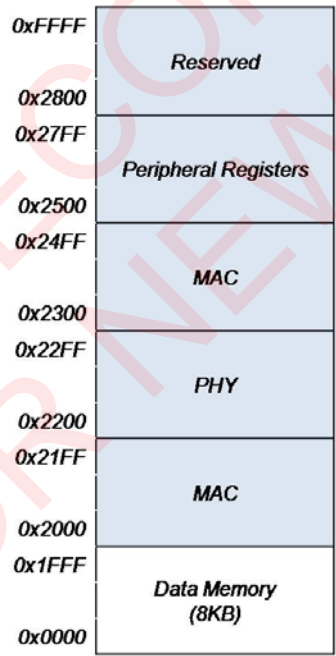 0xFFFF
Reserved
0x2800
0x27FF
Peripheral Registers
0x2500
0x24FF
MAC
0x2300
0x22FF
PHY
0x2200
0x21FF
MAC
0x2000
0x1FFF
Data Memory
(8KB)
0x0000